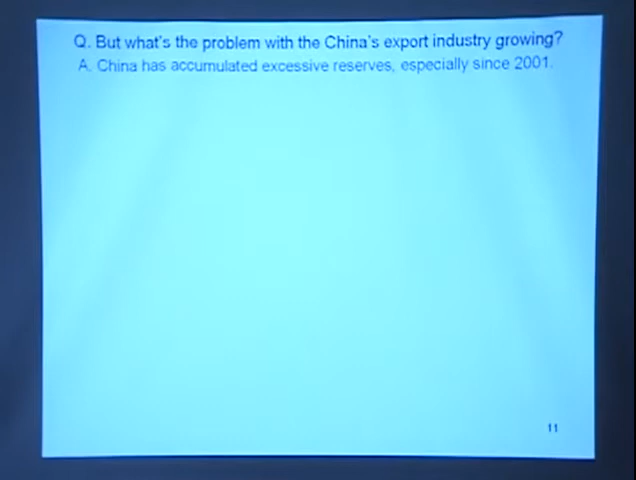 Q. But what's the problem with the China's export industry growing?
A. China has accumulated excessive reserves, especially since 2001.
11